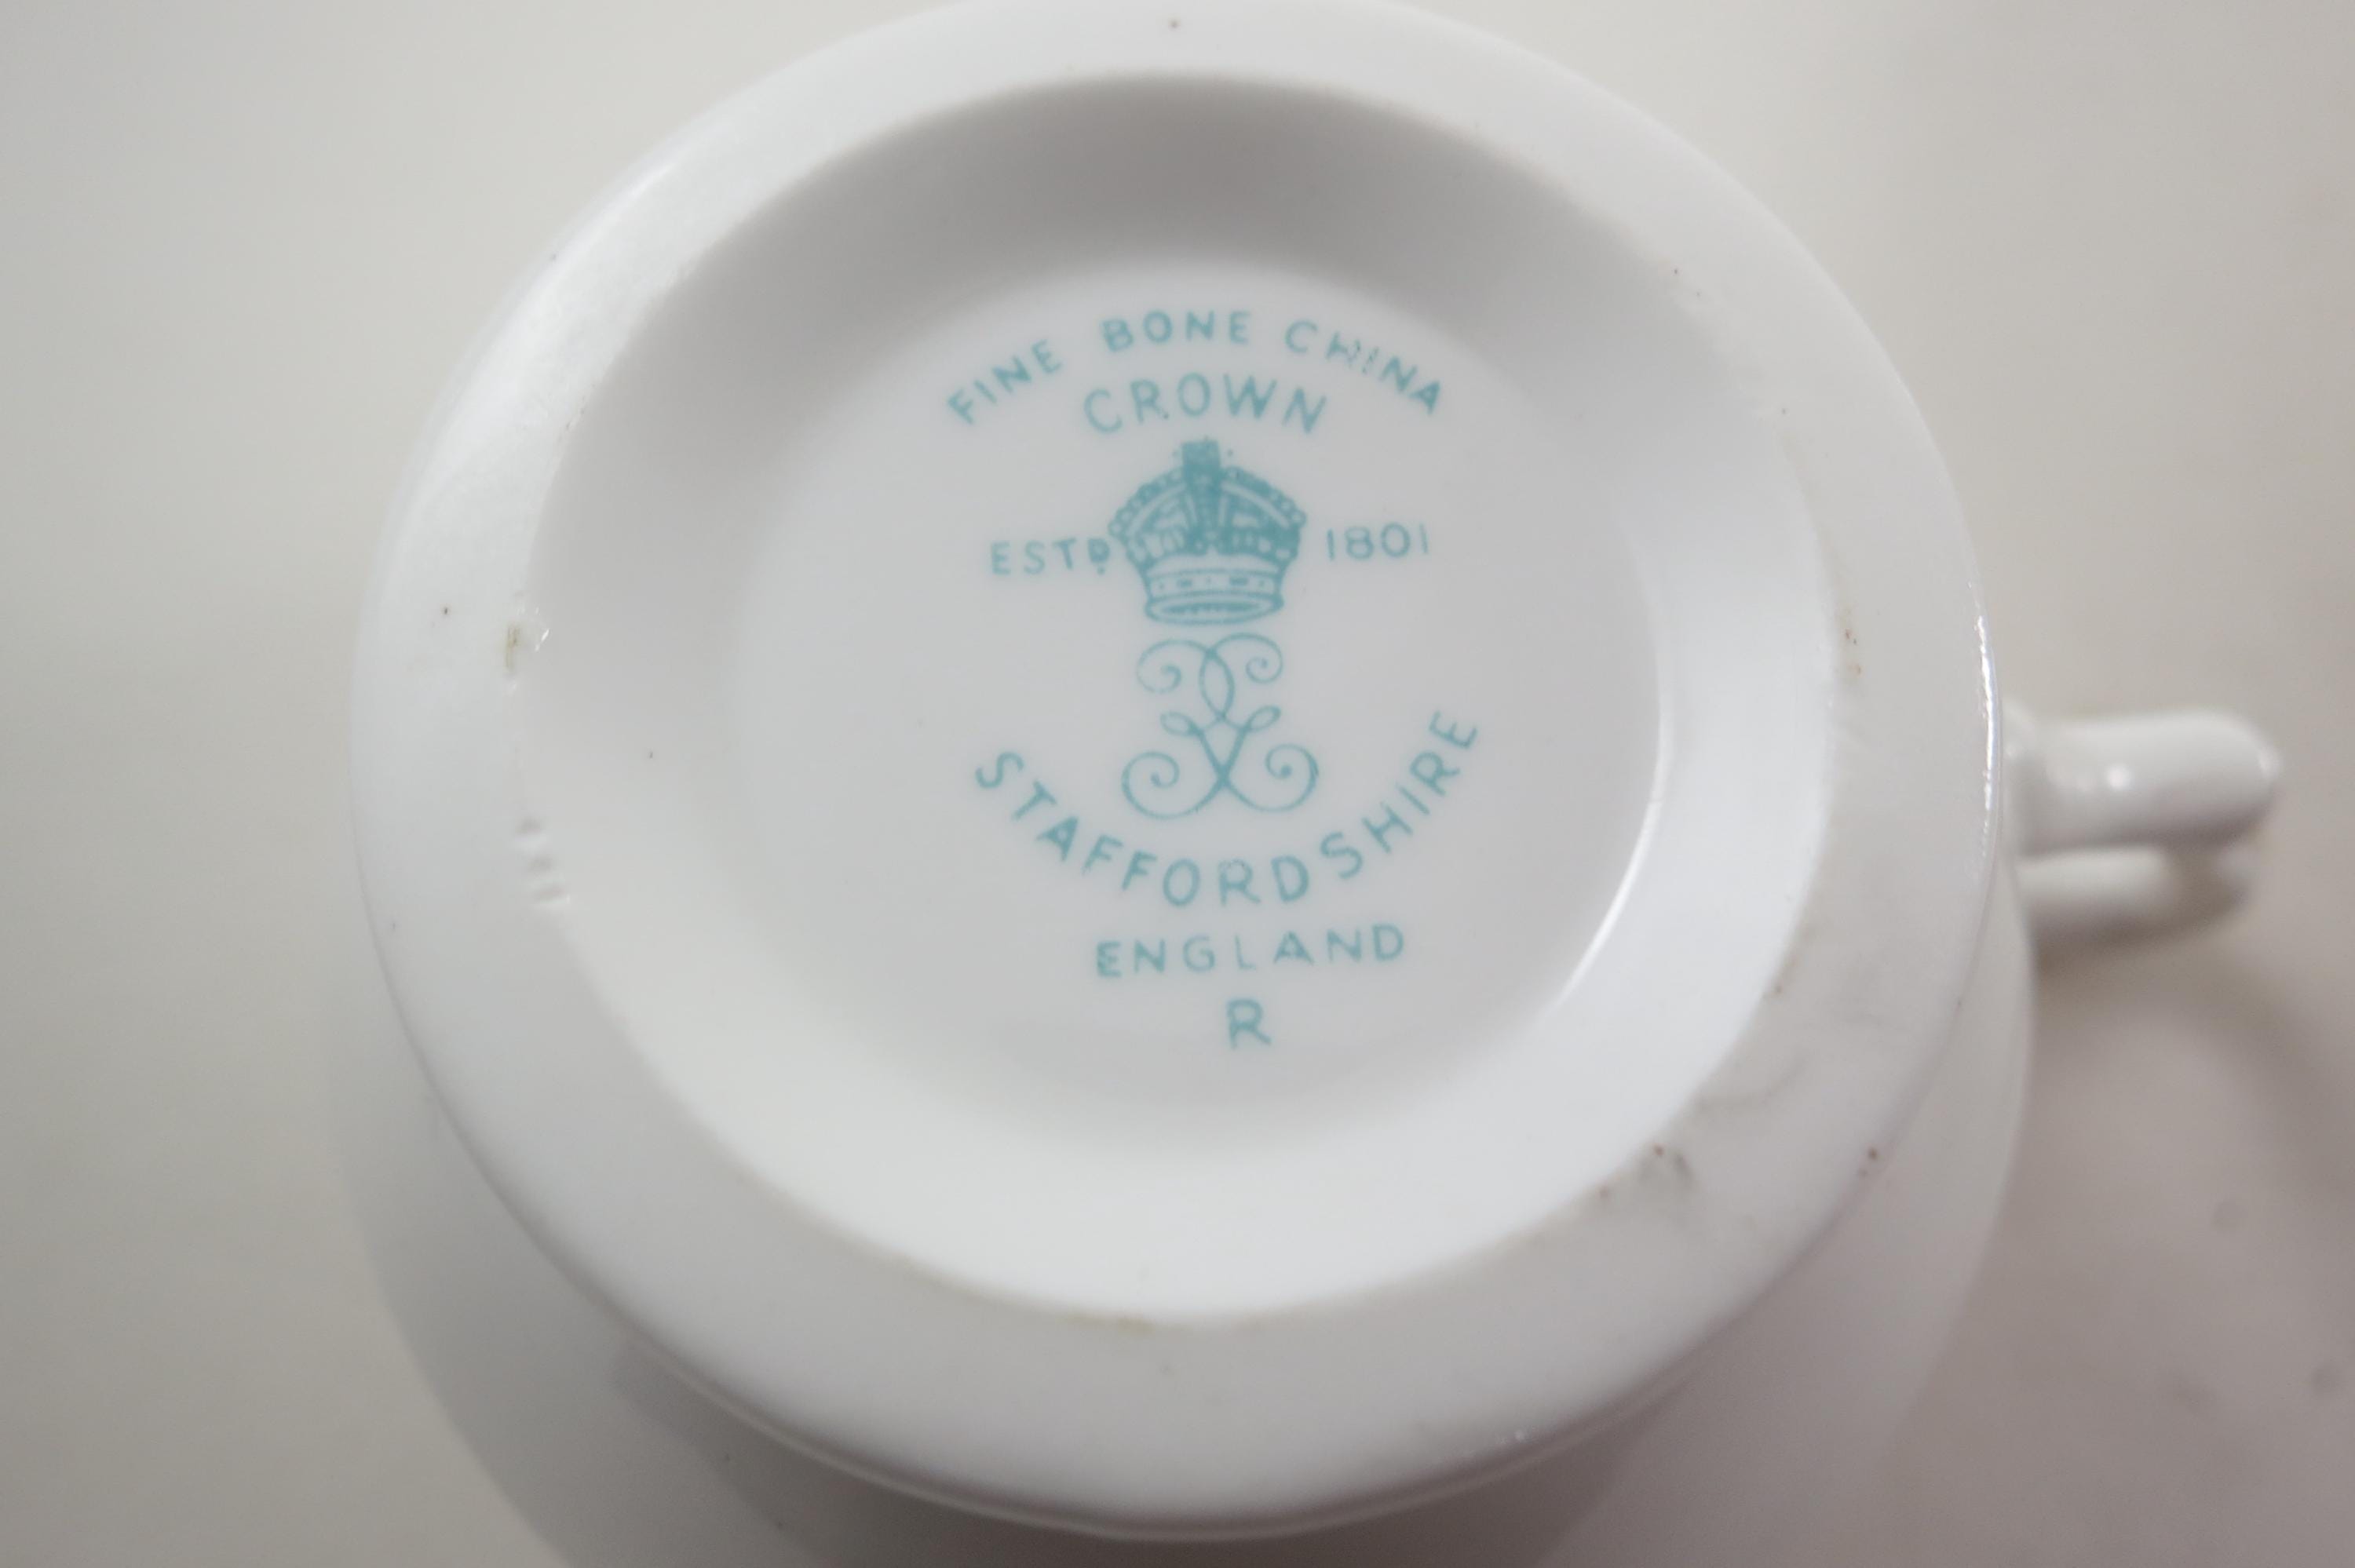 FINE BONE CHINA
CROWN
ESTD 1801
STAFFORDSHIRE
ENGLAND
R